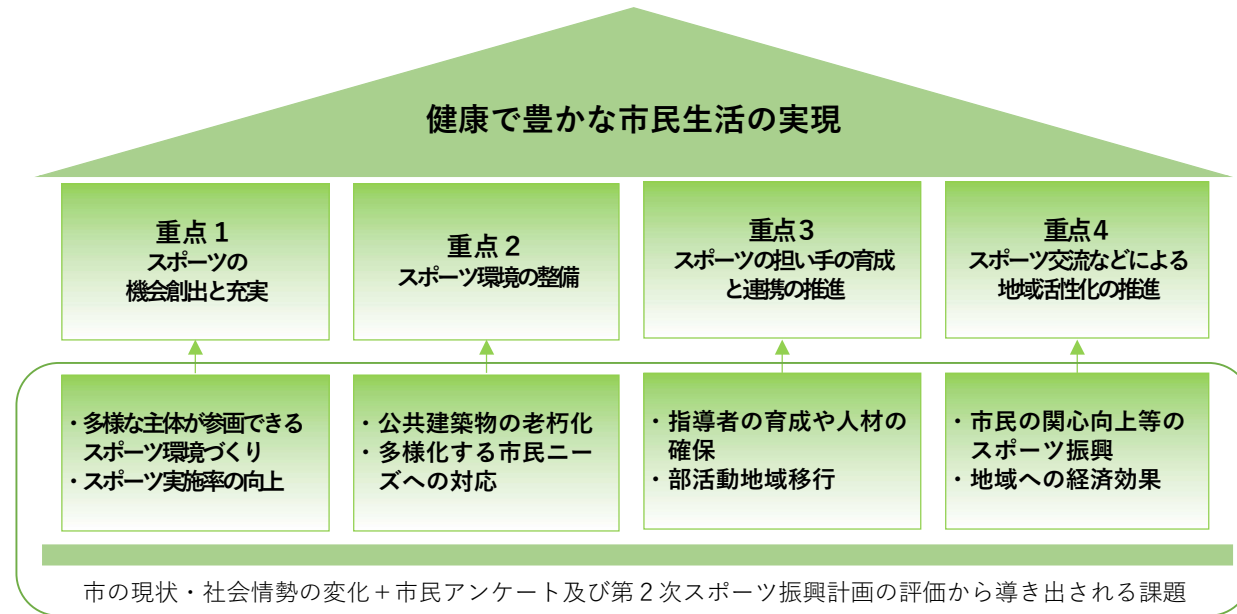 健康で豊かな市民生活の実現
重点１
スポーツの
機会創出と充実
重点２
スポーツ環境の整備
重点３
スポーツの担い手の育成
と連携の推進
重点４
スポーツ交流などによる
地域活性化の推進
・多様な主体が参画できる
スポーツ環境づくり
・スポーツ実施率の向上
・公共建築物の老朽化
・多様化する市民ニー
ズへの対応
・指導者の育成や人材の
確保
・部活動地域移行
・市民の関心向上等の
スポーツ振興
・地域への経済効果
市の現状・社会情勢の変化＋市民アンケート及び第２次スポーツ振興計画の評価から導き出される課題